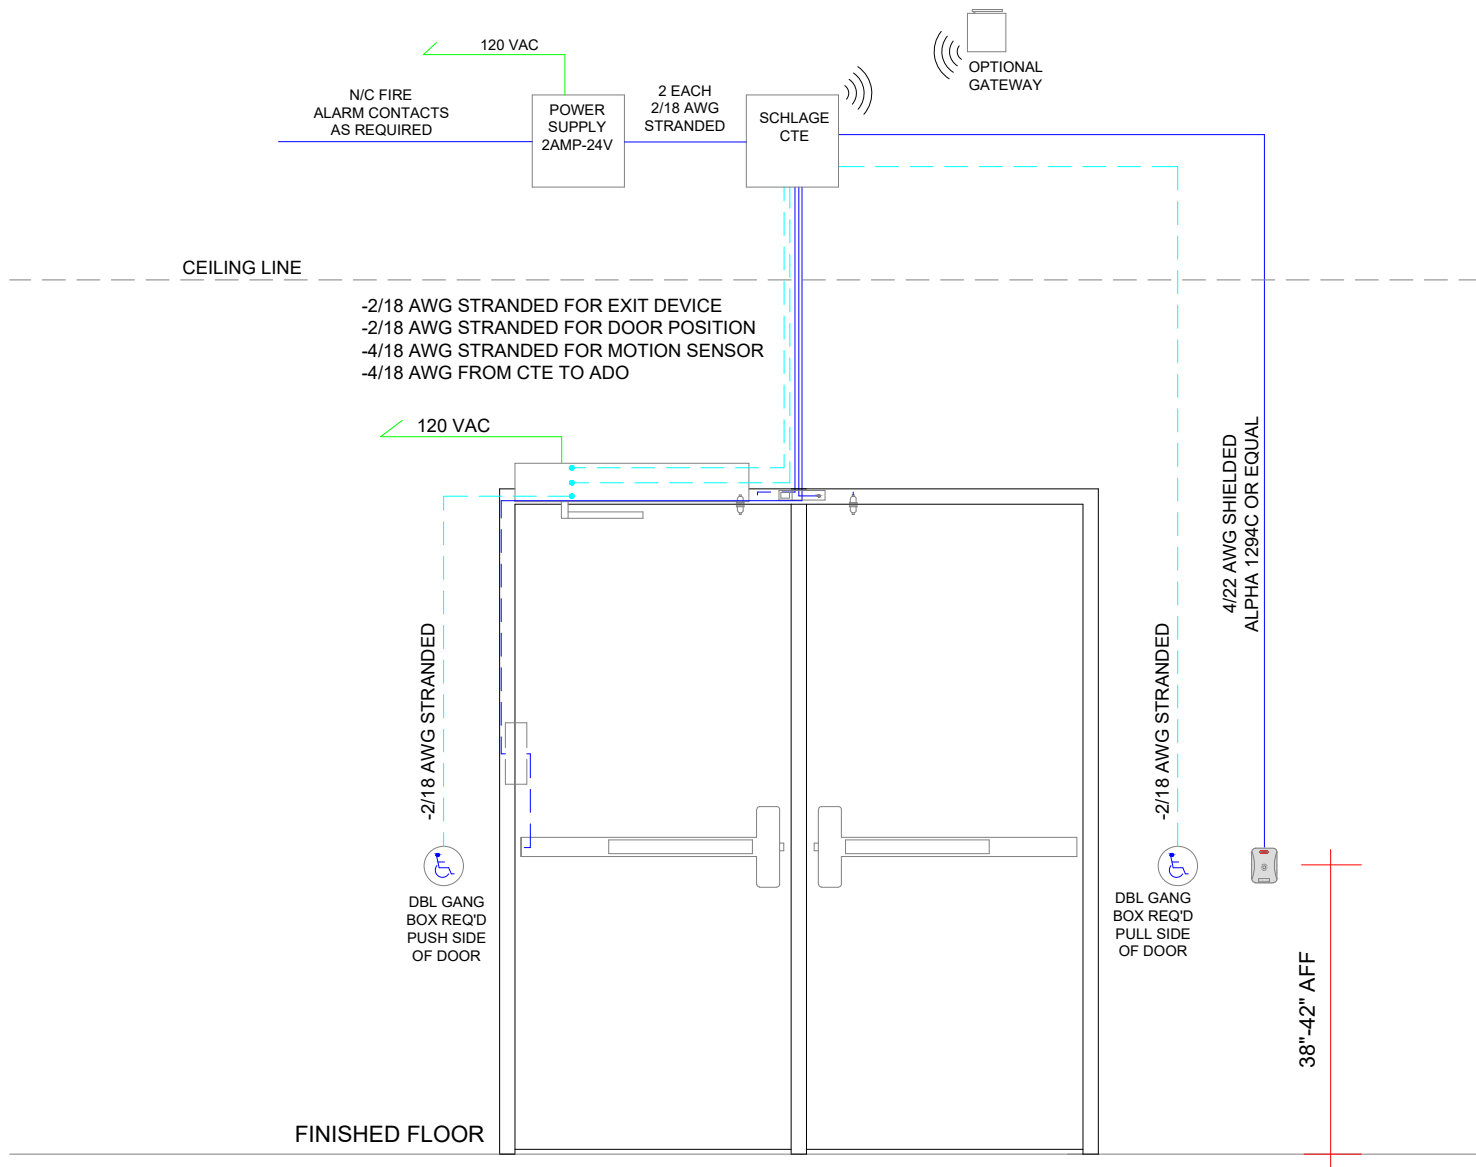 120 VAC
OPTIONAL
GATEWAY
N/C FIRE
ALARM CONTACTS
AS REQUIRED
POWER
SUPPLY
2AMP-24V
2 EACH
2/18 AWG
STRANDED
SCHLAGE
CTE
CEILING LINE
-2/18 AWG STRANDED FOR EXIT DEVICE
-2/18 AWG STRANDED FOR DOOR POSITION
-4/18 AWG STRANDED FOR MOTION SENSOR
-4/18 AWG FROM CTE TO ADO
120 VAC
4/22 AWG SHIELDED
ALPHA 1294C OR EQUAL
-2/18 AWG STRANDED
-2/18 AWG STRANDED
DBL GANG
BOX REQ'D
PUSH SIDE
OF DOOR
DBL GANG
BOX REQ'D
PULL SIDE
OF DOOR
38"-42" AFF
FINISHED FLOOR